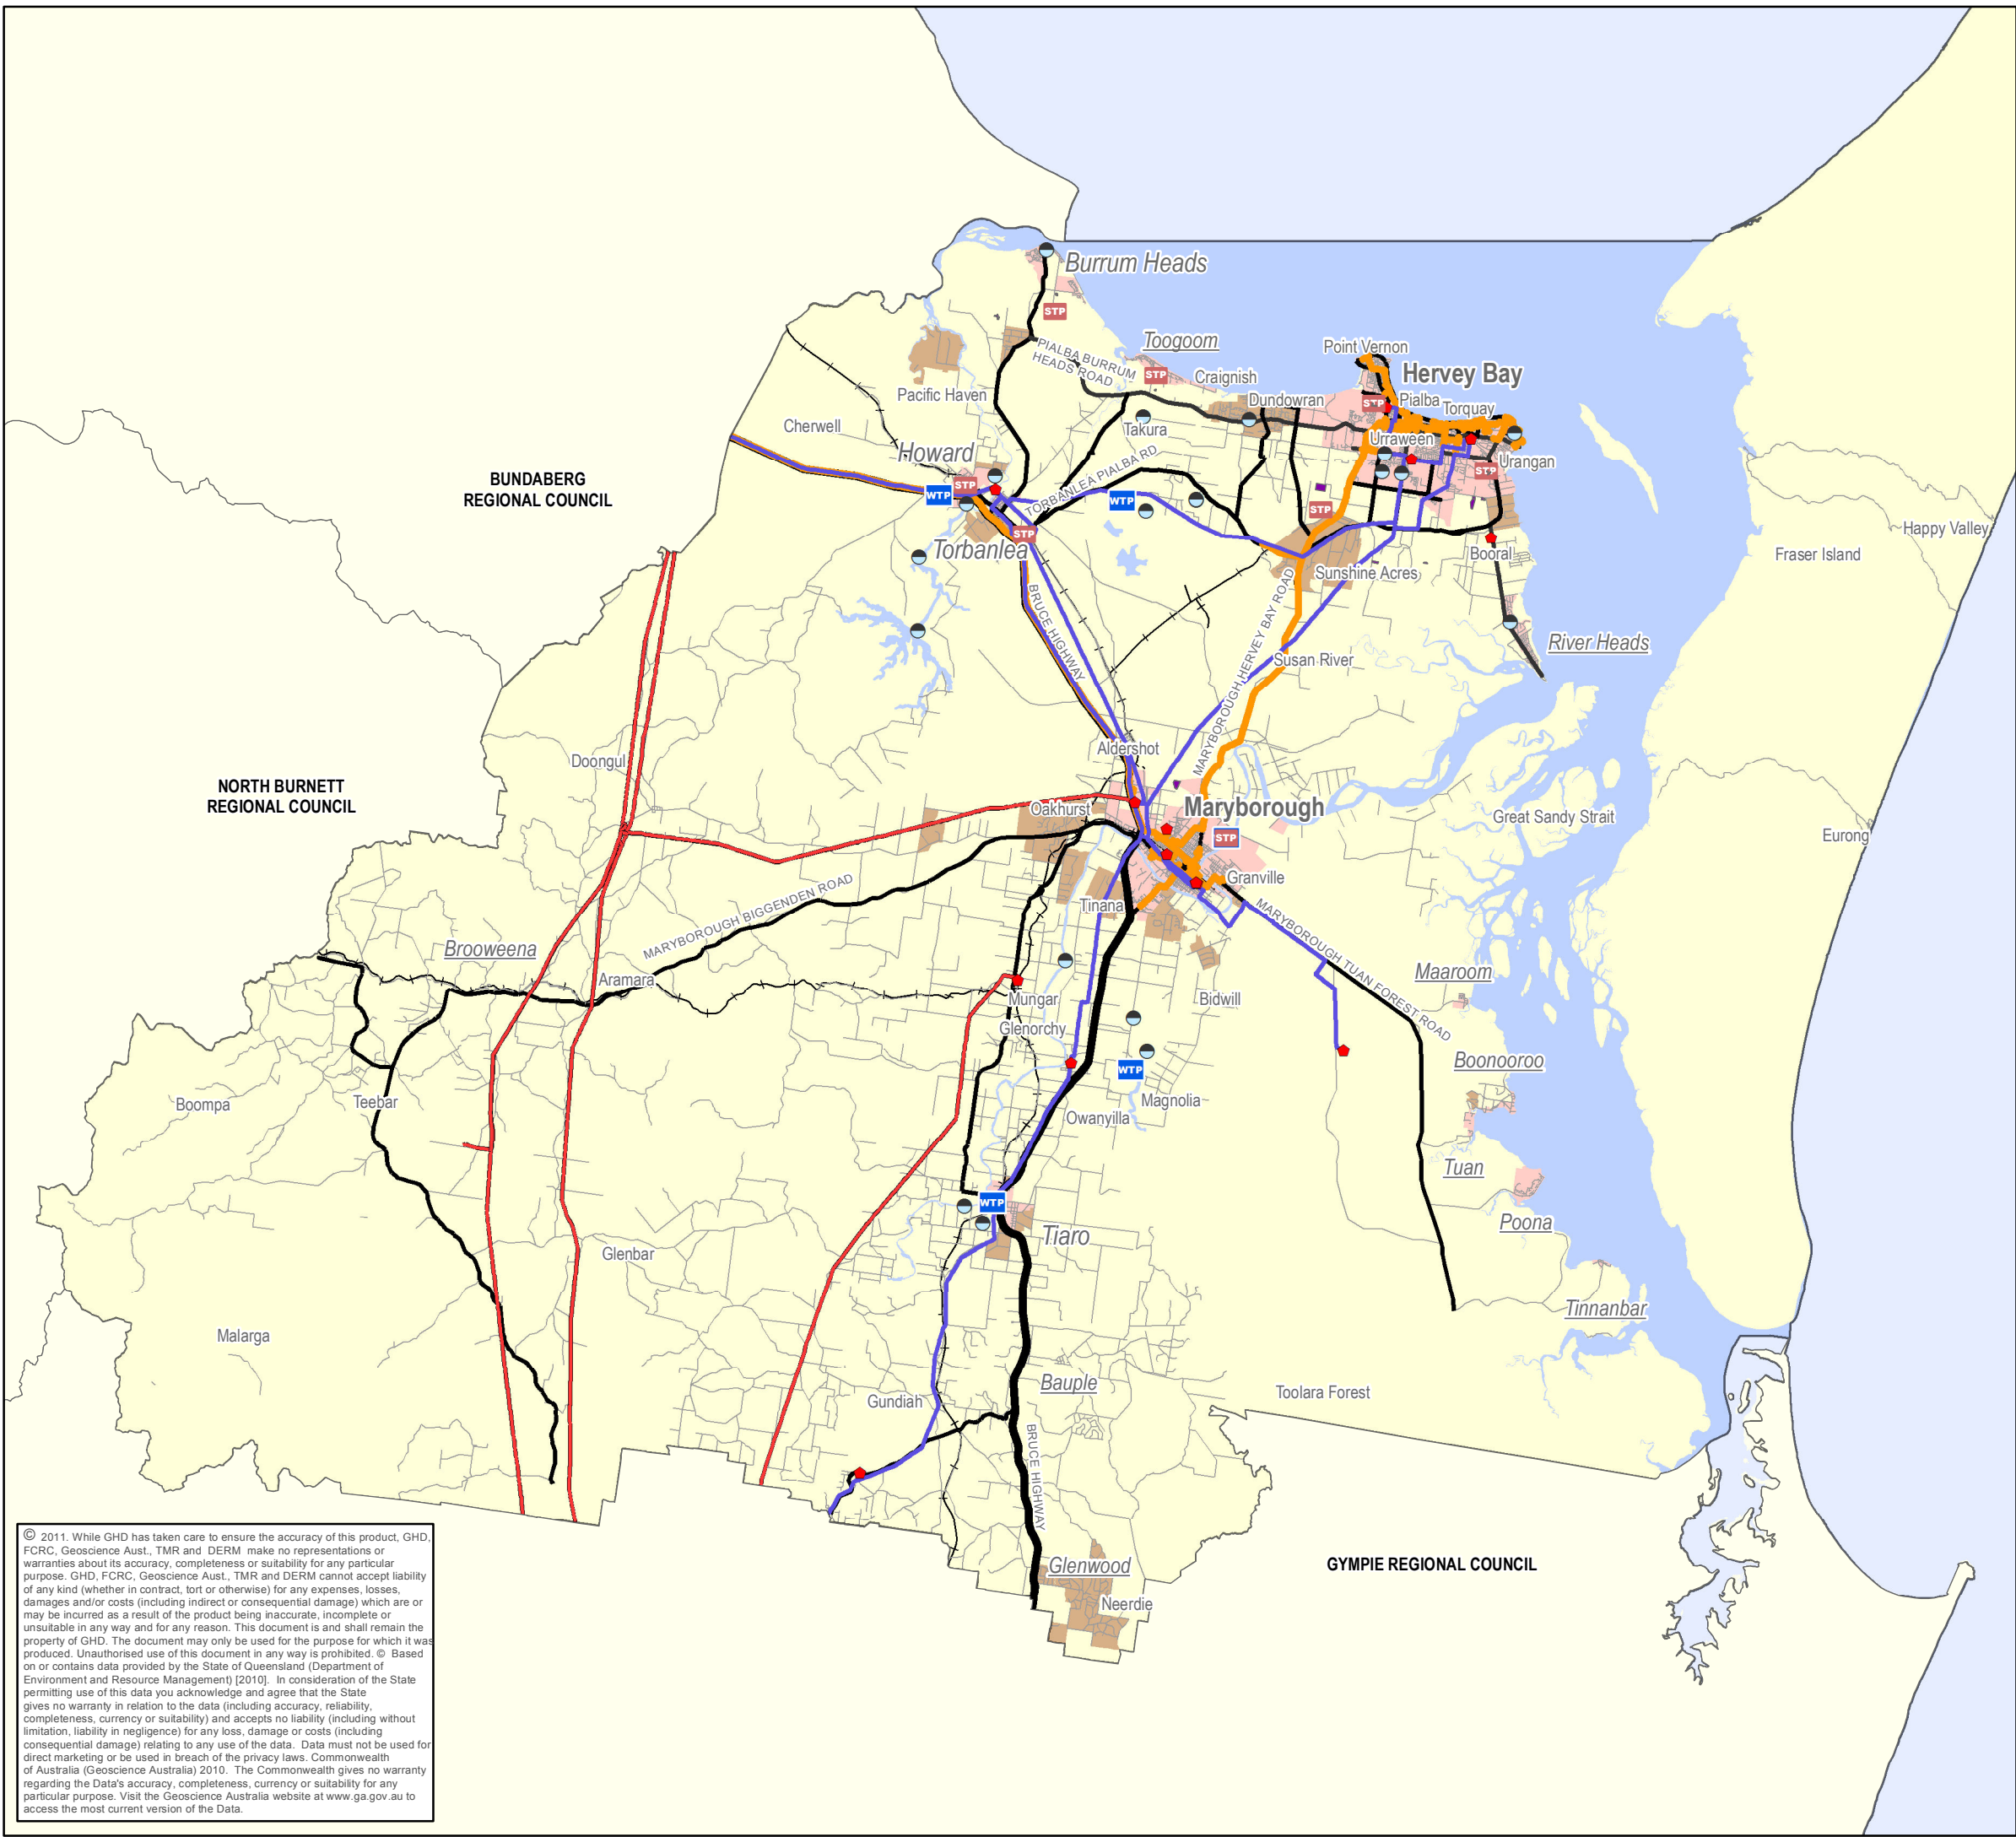 Burrum Heads
Toogoom
PIALBA BURRUM
HEADS ROAD
STP
STP
Craignish
Point Vernon
Hervey Bay
STP
Pialba
Torquay
Dundowran
Pacific Haven
Takura
Urraween
Urangan
STP
Cherwell
Howard
BUNDABERG
REGIONAL COUNCIL
WTP
STP
TORBANLEA PIALBA RD
WTP
STP
STP
Torbanlea
Booral
Sunshine Acres
Happy Valley
Fraser Island
BRUCE HIGHWAY
MARYBOROUGH HERVEY BAY ROAD
Susan River
River Heads
Aldershot
Doongul
NORTH BURNETT
REGIONAL COUNCIL
Oakhurst
Maryborough
STP
Great Sandy Strait
Eurong
Granville
MARYBOROUGH BIGGENDEN ROAD
Tinana
MARYBOROUGH TUAN FOREST ROAD
Brooweena
Aramara
Maaroom
Mungar
Bidwill
Glenorchy
Boonooroo
WTP
Boompa
Teebar
Magnolia
Owanyilla
Tuan
WTP
Poona
Tiaro
Glenbar
Tinnanbar
Malarga
Bauple
Gundiah
Toolara Forest
BRUCE HIGHWAY
Glenwood
Neerdie
GYMPIE REGIONAL COUNCIL
© 2011. While GHD has taken care to ensure the accuracy of this product, GHD,
FCRC, Geoscience Aust., TMR and DERM make no representations or
warranties about its accuracy, completeness or suitability for any particular
purpose. GHD, FCRC, Geoscience Aust., TMR and DERM cannot accept liability
of any kind (whether in contract, tort or otherwise) for any expenses, losses,
damages and/or costs (including indirect or consequential damage) which are or
may be incurred as a result of the product being inaccurate, incomplete or
unsuitable in any way and for any reason. This document is and shall remain the
property of GHD. The document may only be used for the purpose for which it was
produced. Unauthorised use of this document in any way is prohibited. © Based
on or contains data provided by the State of Queensland (Department of
Environment and Resource Management) [2010]. In consideration of the State
permitting use of this data you acknowledge and agree that the State
gives no warranty in relation to the data (including accuracy, reliability,
completeness, currency or suitability) and accepts no liability (including without
limitation, liability in negligence) for any loss, damage or costs (including
consequential damage) relating to any use of the data. Data must not be used for
direct marketing or be used in breach of the privacy laws. Commonwealth
of Australia (Geoscience Australia) 2010. The Commonwealth gives no warranty
regarding the Data's accuracy, completeness, currency or suitability for any
particular purpose. Visit the Geoscience Australia website at www.ga.gov.au to
access the most current version of the Data.